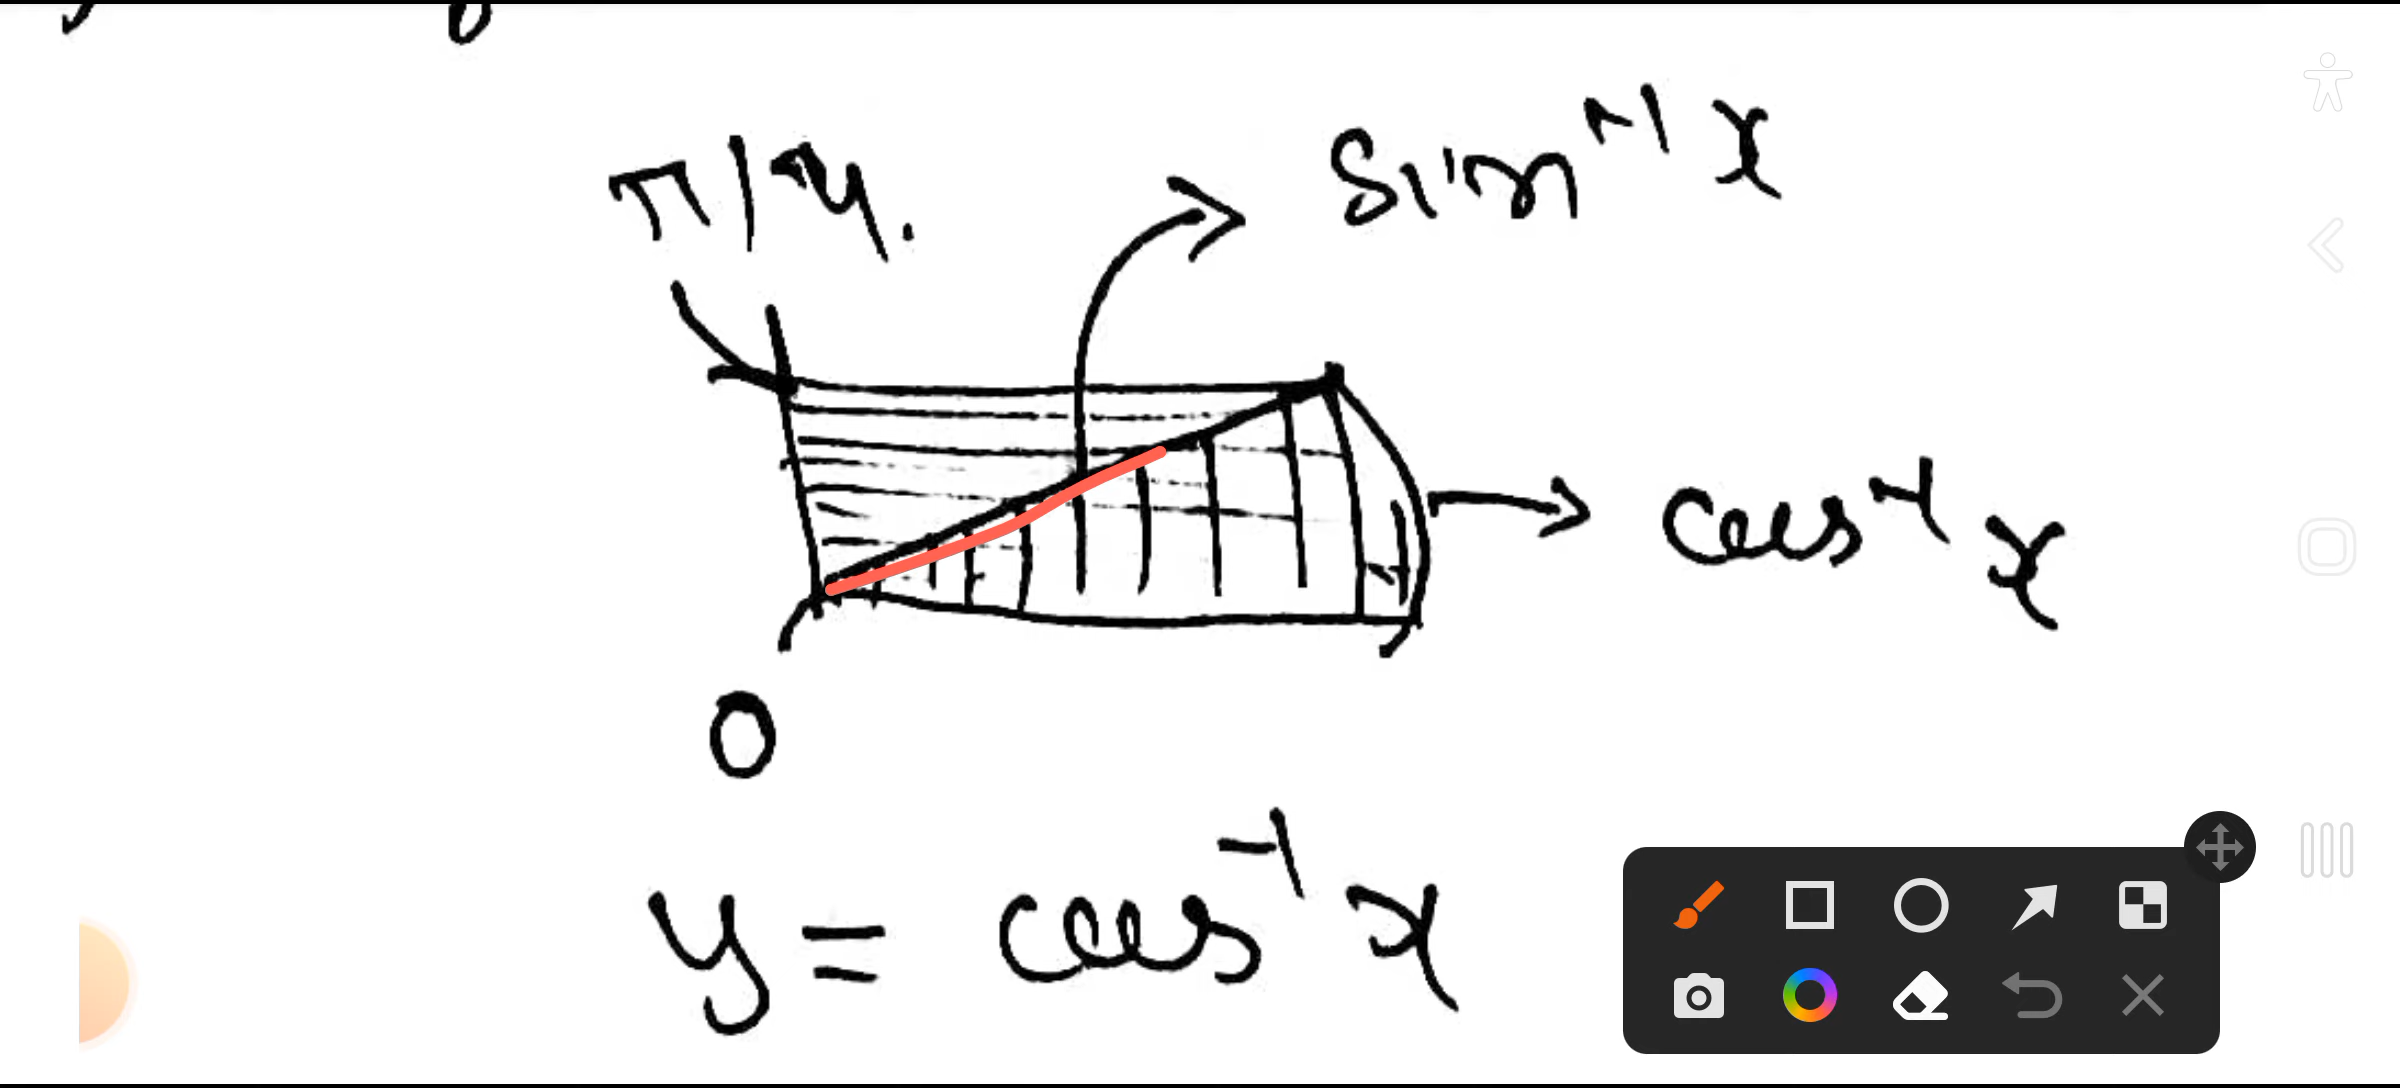 π/4.
sin⁻¹ x
cos⁻¹ x
0
y = cos⁻¹ x